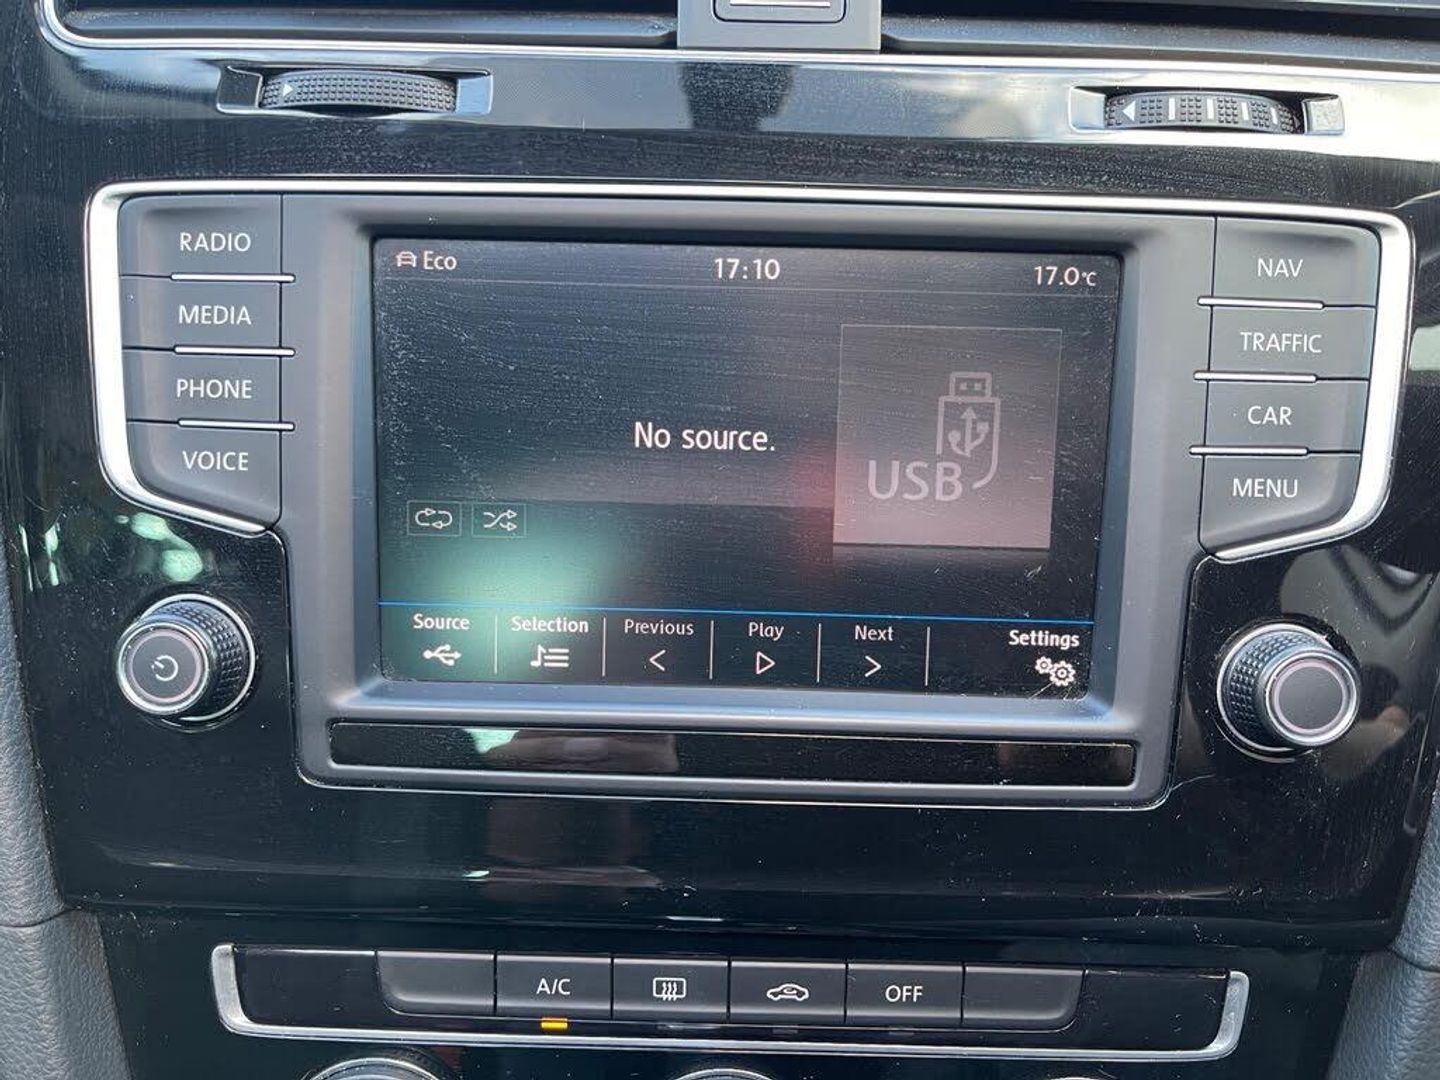 RADIO
MEDIA
PHONE
VOICE
Eco 17:10 17.0°C
No source.
USB
Source Selection Previous Play Next Settings
NAV
TRAFFIC
CAR
MENU
A/C OFF